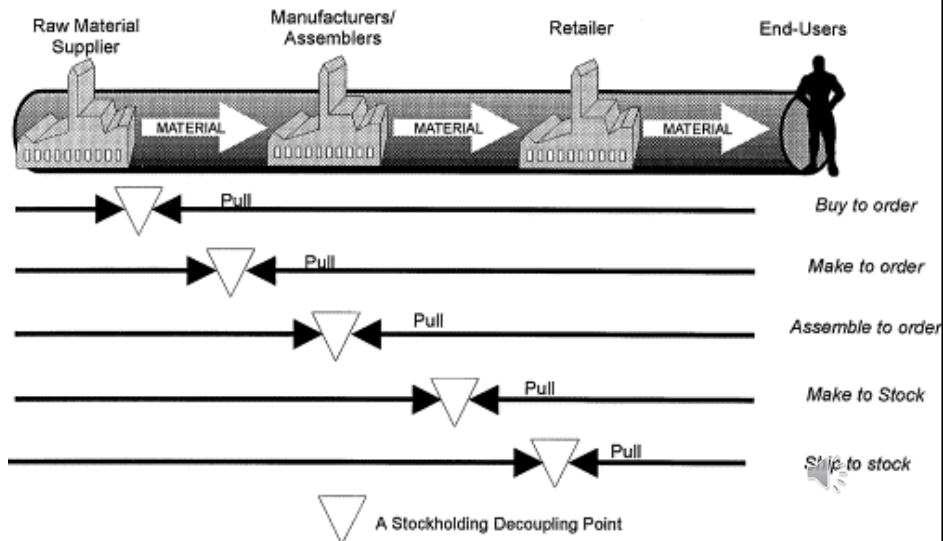 Raw Material
Supplier
Manufacturers/
Assemblers
Retailer
End-Users
MATERIAL
MATERIAL
MATERIAL
Pull
Buy to order
Pull
Make to order
Pull
Assemble to order
Pull
Make to Stock
Pull
Ship to stock
A Stockholding Decoupling Point